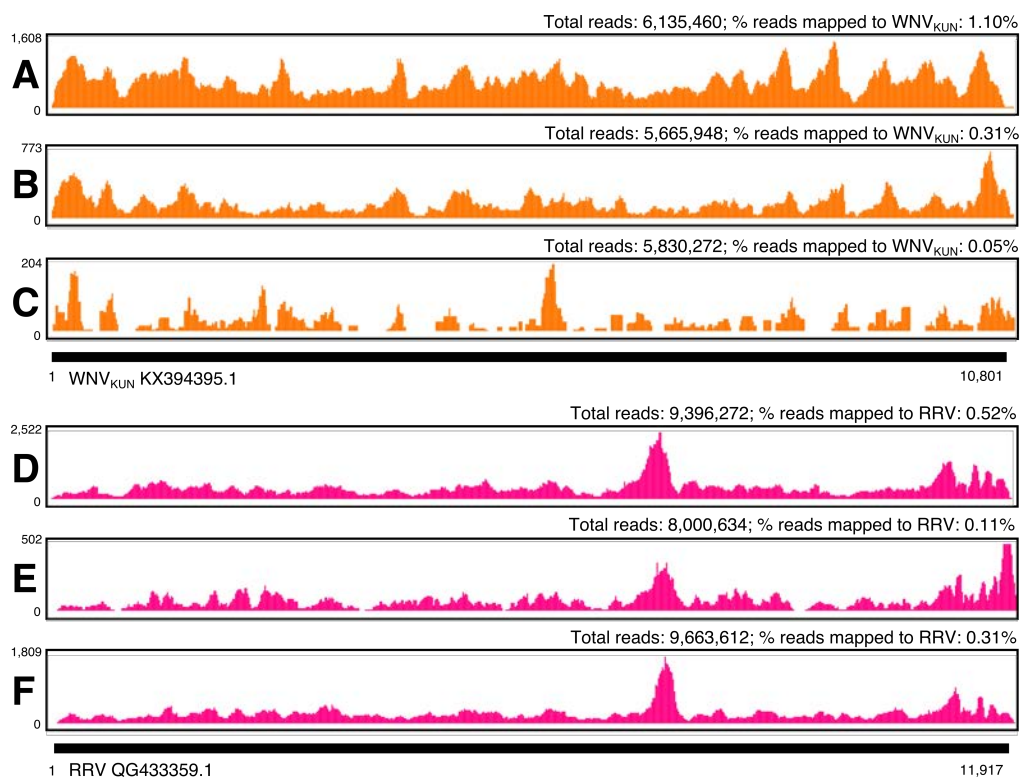 Total reads: 6,135,460; % reads mapped to WNVKUN: 1.10%
1,608
A
0
Total reads: 5,665,948; % reads mapped to WNVKUN: 0.31%
773
B
0
Total reads: 5,830,272; % reads mapped to WNVKUN: 0.05%
204
C
0
1 WNVKUN KX394395.1 10,801
Total reads: 9,396,272; % reads mapped to RRV: 0.52%
2,522
D
0
Total reads: 8,000,634; % reads mapped to RRV: 0.11%
502
E
0
Total reads: 9,663,612; % reads mapped to RRV: 0.31%
1,809
F
0
1 RRV QG433359.1 11,917